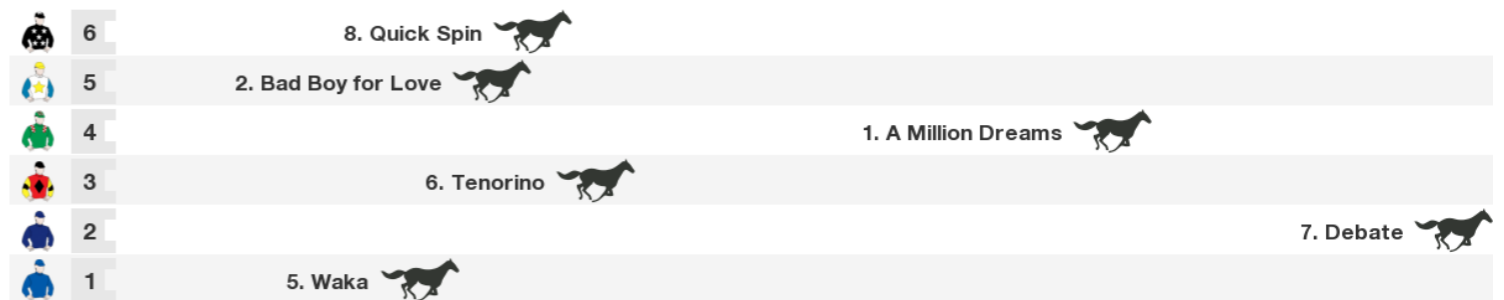 6 8. Quick Spin
5 2. Bad Boy for Love
4 1. A Million Dreams
3 6. Tenorino
2 7. Debate
1 5. Waka